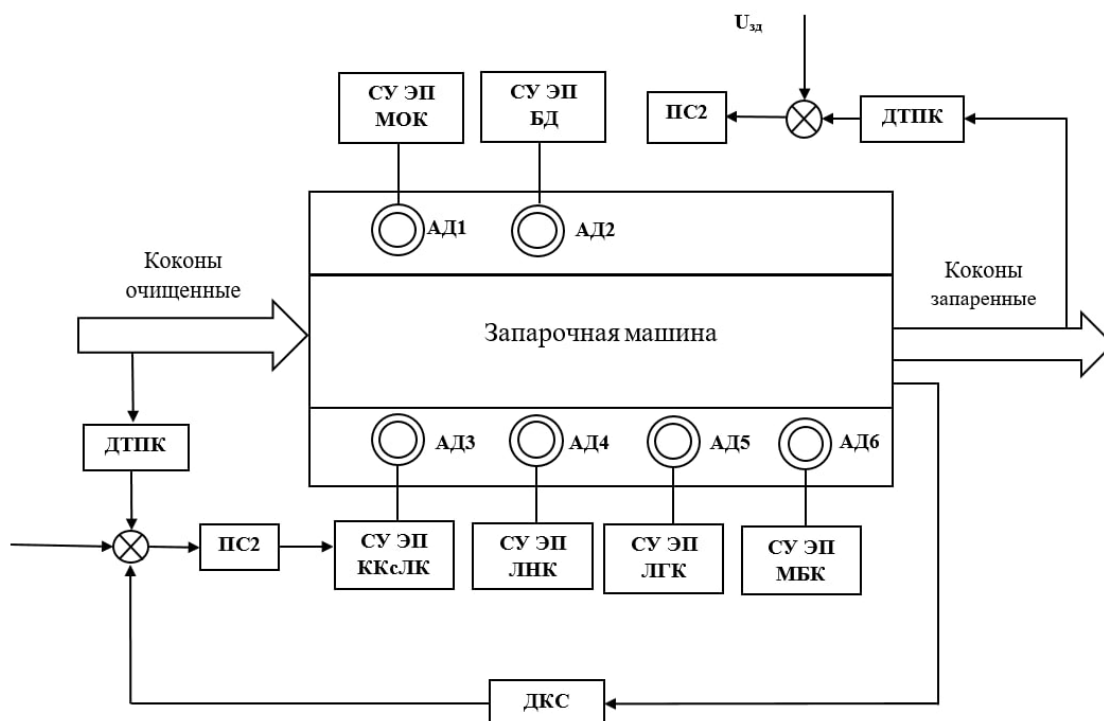 Uзд
СУ ЭП
МОК
СУ ЭП
БД
ПС2
ДТПК
АД1
АД2
Коконы
очищенные
Коконы
запаренные
Запарочная машина
ДТПК
АД3
АД4
АД5
АД6
ПС2
СУ ЭП
ККсЛК
СУ ЭП
ЛНК
СУ ЭП
ЛГК
СУ ЭП
МБК
ДКС